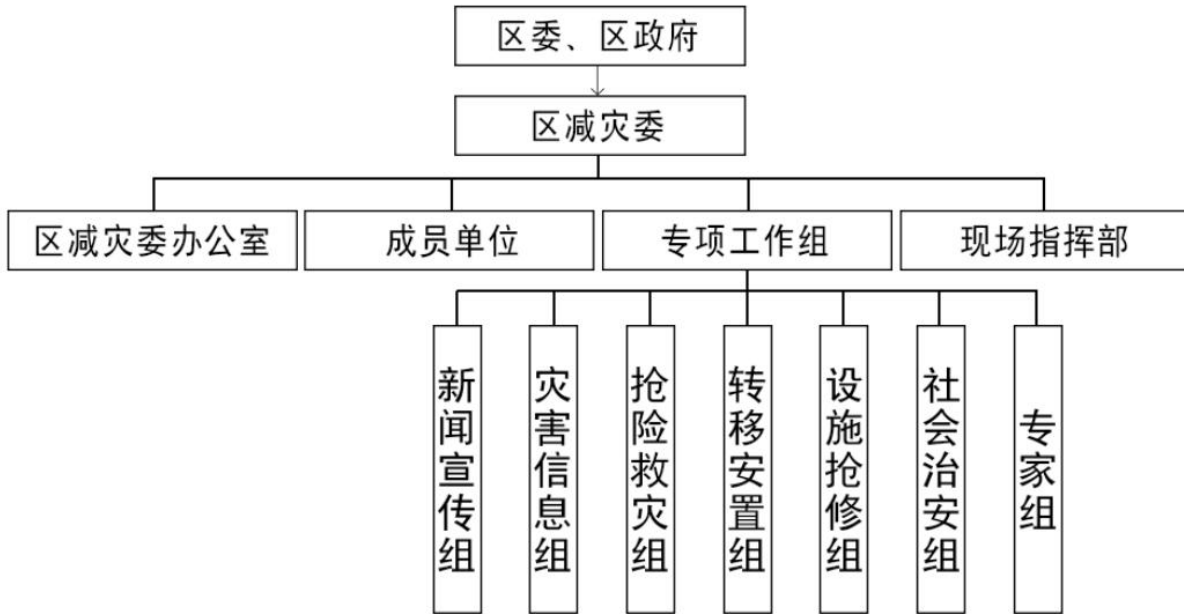 区委、区政府
区减灾委
区减灾委办公室
成员单位
专项工作组
现场指挥部
新闻宣传组
灾害信息组
抢险救灾组
转移安置组
设施抢修组
社会治安组
专家组